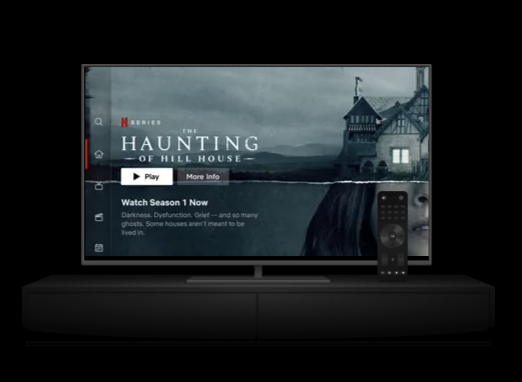 N SERIES
THE
HAUNTING
OF HILL HOUSE
Play
More Info
Watch Season 1 Now
Darkness. Dysfunction. Grief -- and so many
ghosts. Some houses aren't meant to be
lived in.